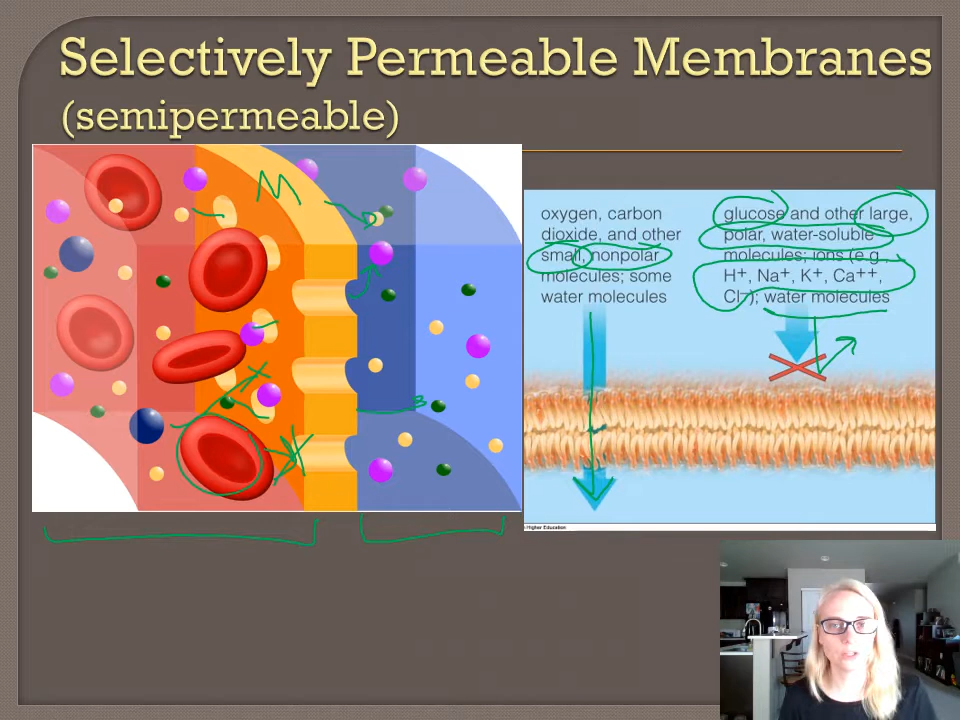 Selectively Permeable Membranes
(semipermeable)
M
oxygen, carbon
dioxide, and other
small, nonpolar
molecules; some
water molecules
glucose and other large,
polar, water-soluble
molecules; ions (e.g.,
H+, Na+, K+, Ca++,
Cl−); water molecules
Higher Education